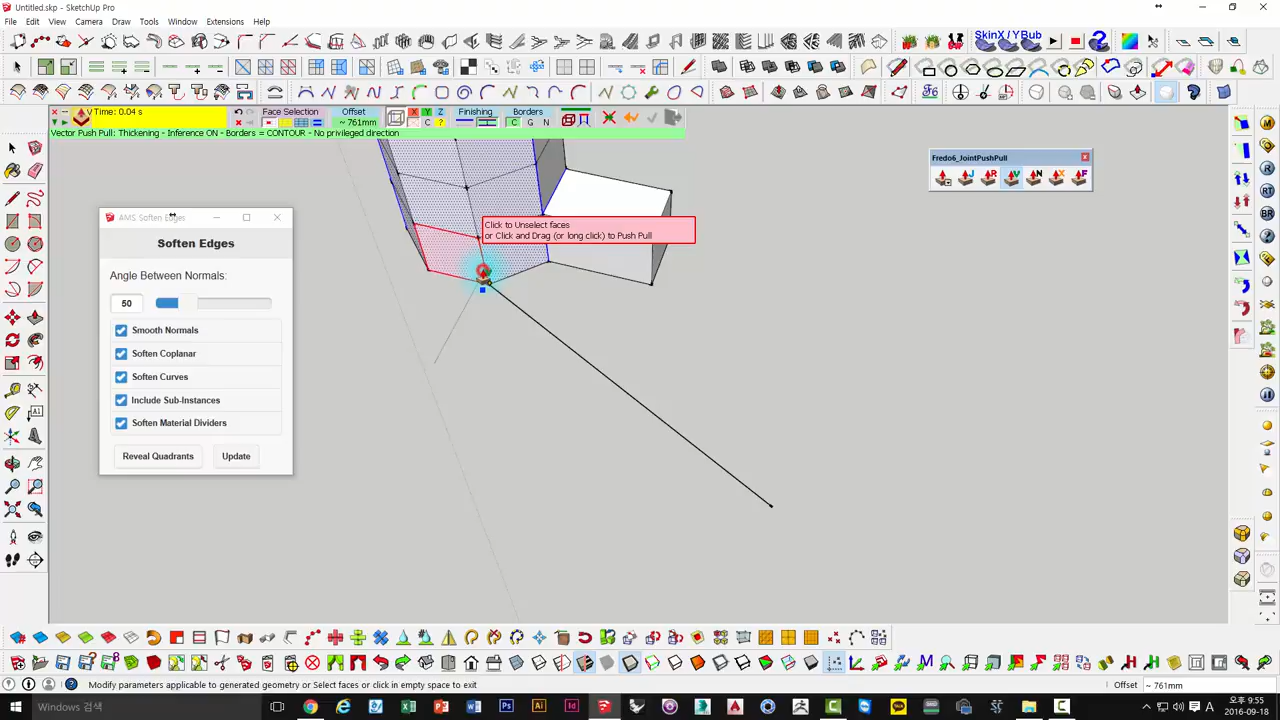 Untitled.skp - SketchUp Pro
File Edit View Camera Draw Tools Window Extensions Help
SkinX / YBub
V Time: 0.04 s
Face Selection
Offset
~ 761mm
X Y Z
C ?
Finishing
Borders
C G N
Vector Push Pull: Thickening - Inference ON - Borders = CONTOUR - No privileged direction
Fredo6_JointPushPull
J R V N X F
AMS Soften Edges
Soften Edges
Angle Between Normals:
50
Smooth Normals
Soften Coplanar
Soften Curves
Include Sub-Instances
Soften Material Dividers
Reveal Quadrants
Update
Click to Unselect faces
or Click and Drag (or long click) to Push Pull
Modify parameters applicable to generated geometry or Select faces or click in empty space to exit
Offset ~ 761mm
Windows 검색
A
오후 9:55
2016-09-18